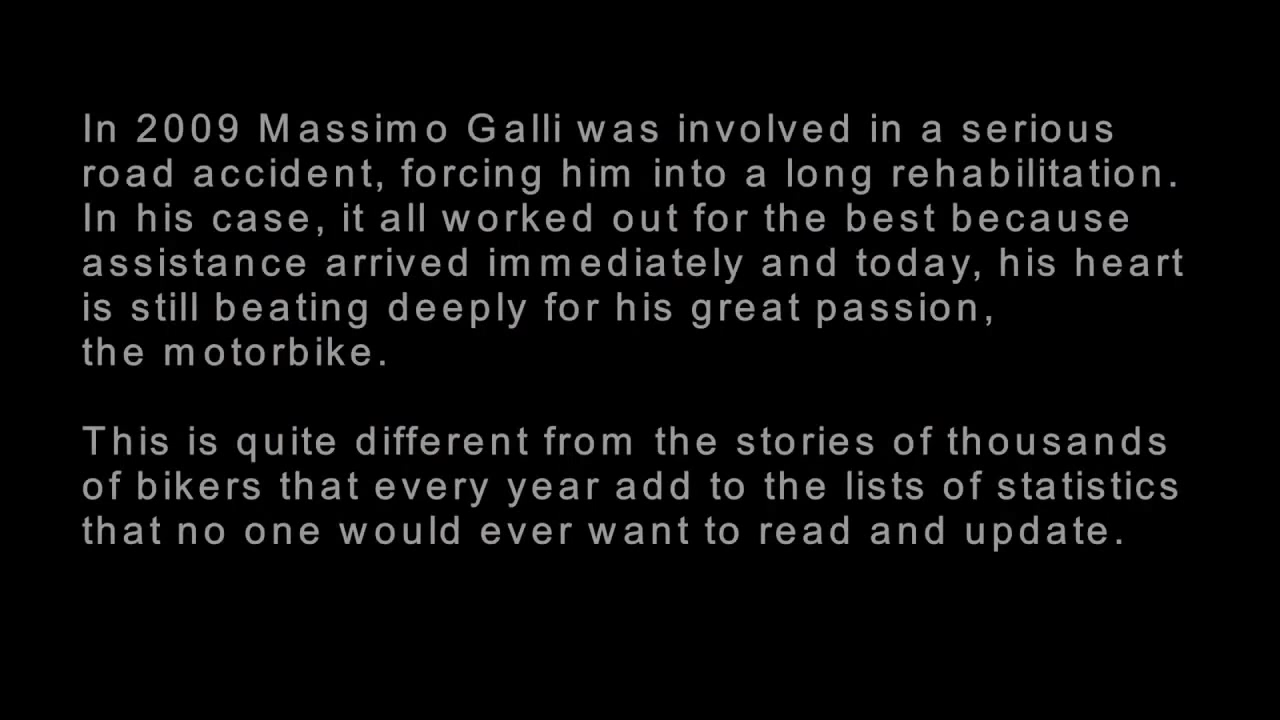 In 2009 Massimo Galli was involved in a serious
road accident, forcing him into a long rehabilitation.
In his case, it all worked out for the best because
assistance arrived immediately and today, his heart
is still beating deeply for his great passion,
the motorbike.
This is quite different from the stories of thousands
of bikers that every year add to the lists of statistics
that no one would ever want to read and update.